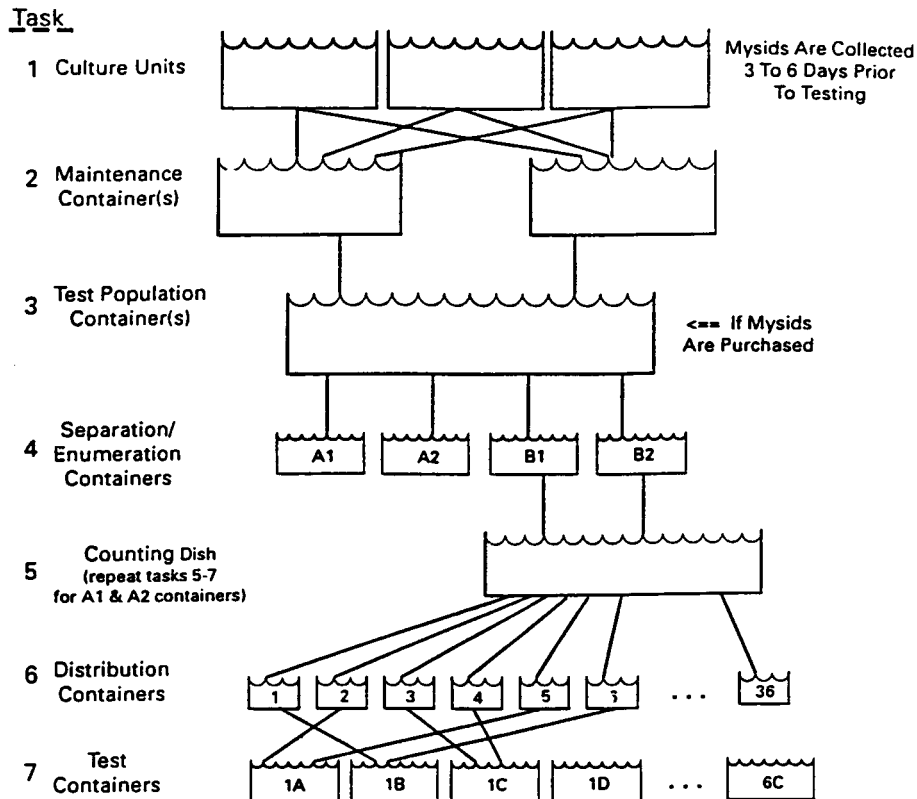 Task
1 Culture Units
Mysids Are Collected
3 To 6 Days Prior
To Testing
2 Maintenance
Container(s)
3 Test Population
Container(s)
<== If Mysids
Are Purchased
4 Separation/
Enumeration
Containers
A1 A2 B1 B2
5 Counting Dish
(repeat tasks 5-7
for A1 & A2 containers)
6 Distribution
Containers
1 2 3 4 5 ... 36
7 Test
Containers
1A 1B 1C 1D ... 6C